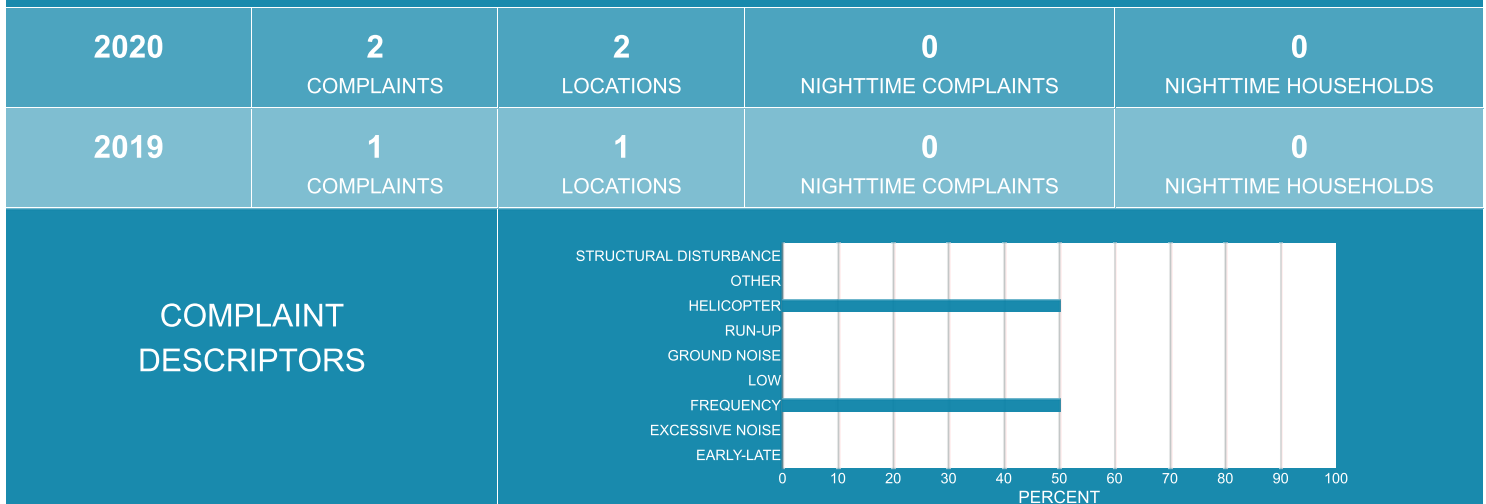 2020
2
COMPLAINTS
2
LOCATIONS
0
NIGHTTIME COMPLAINTS
0
NIGHTTIME HOUSEHOLDS
2019
1
COMPLAINTS
1
LOCATIONS
0
NIGHTTIME COMPLAINTS
0
NIGHTTIME HOUSEHOLDS
COMPLAINT
DESCRIPTORS
STRUCTURAL DISTURBANCE
OTHER
HELICOPTER
RUN-UP
GROUND NOISE
LOW
FREQUENCY
EXCESSIVE NOISE
EARLY-LATE
0 10 20 30 40 50 60 70 80 90 100
PERCENT